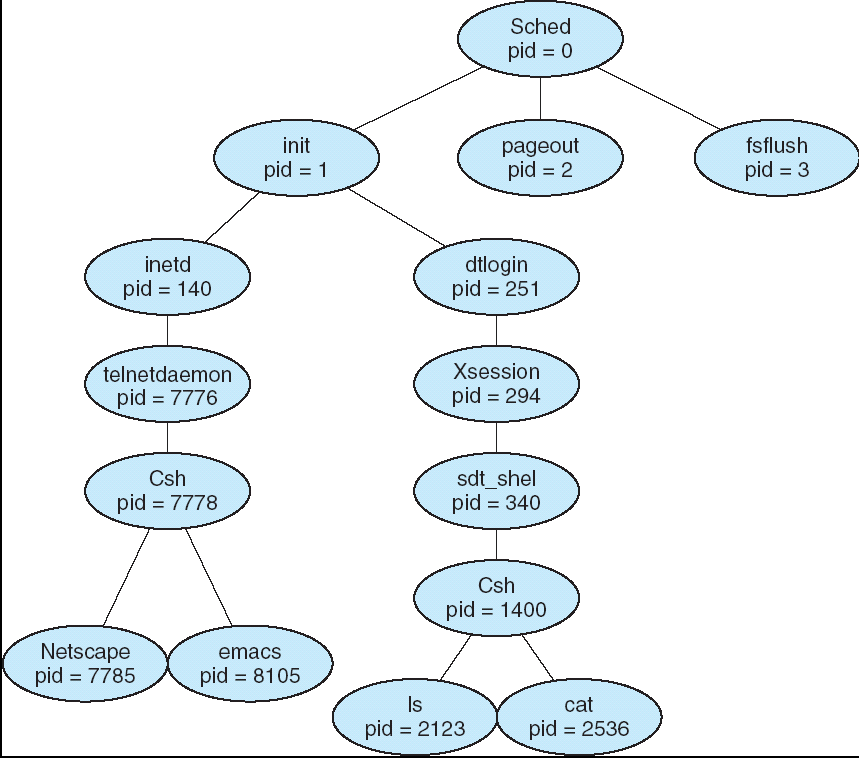 Sched
pid = 0
init
pid = 1
pageout
pid = 2
fsflush
pid = 3
inetd
pid = 140
dtlogin
pid = 251
telnetdaemon
pid = 7776
Xsession
pid = 294
Csh
pid = 7778
sdt_shel
pid = 340
Csh
pid = 1400
Netscape
pid = 7785
emacs
pid = 8105
ls
pid = 2123
cat
pid = 2536